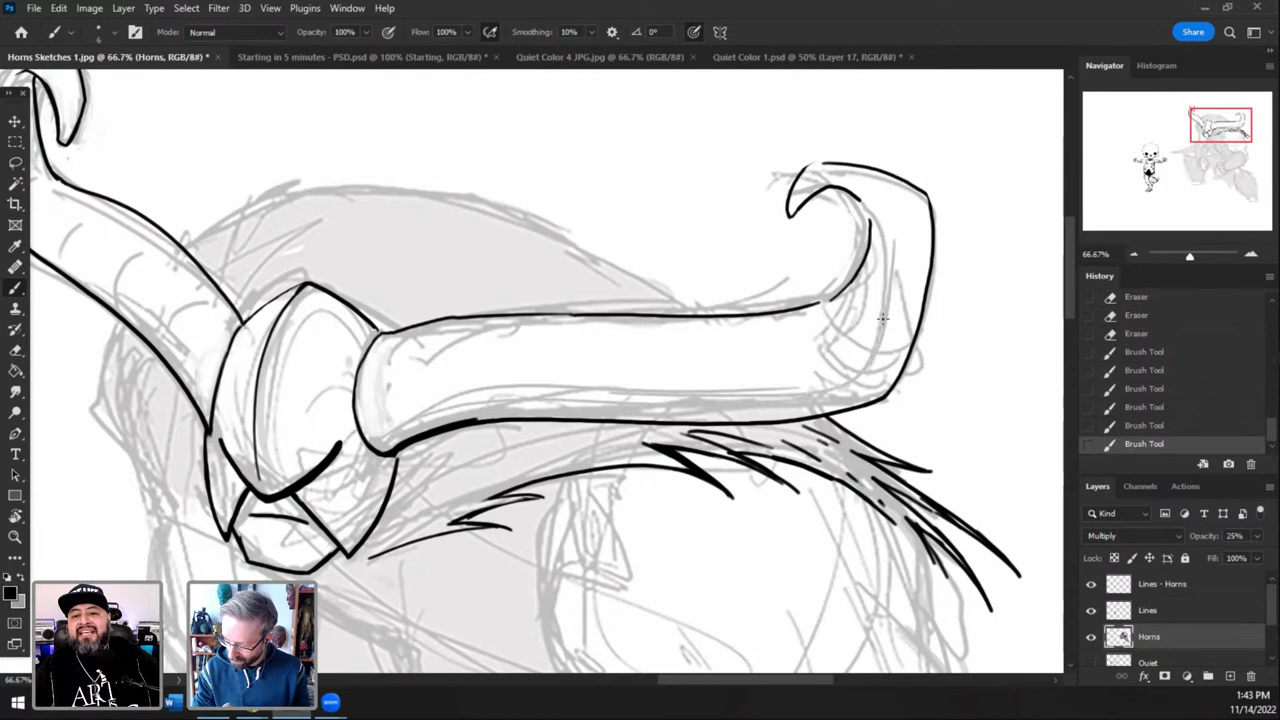 Ps File Edit Image Layer Type Select Filter 3D View Plugins Window Help
6 Mode: Normal Opacity: 100% Flow: 100% Smoothing: 10% 0° Share
Horns Sketches 1.jpg @ 66.7% (Horns, RGB/8#) * × Starting in 5 minutes - PSD.psd @ 100% (Starting, RGB/8#) * × Quiet Color 4 JPG.jpg @ 66.7% (RGB/8#) × Quiet Color 1.psd @ 50% (Layer 17, RGB/8#) * ×
Navigator Histogram
66.67%
History
Eraser
Eraser
Eraser
Brush Tool
Brush Tool
Brush Tool
Brush Tool
Brush Tool
Brush Tool
Layers Channels Actions
Kind
Multiply Opacity: 25%
Lock: Fill: 100%
Lines - Horns
Lines
Horns
Quiet
66.67%
1:43 PM
11/14/2022